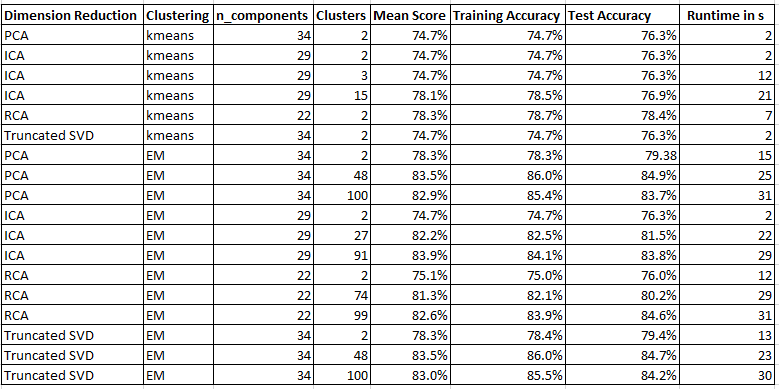 Dimension Reduction Clustering n_components Clusters Mean Score Training Accuracy Test Accuracy Runtime in s
PCA kmeans 34 2 74.7% 74.7% 76.3% 2
ICA kmeans 29 2 74.7% 74.7% 76.3% 2
ICA kmeans 29 3 74.7% 74.7% 76.3% 12
ICA kmeans 29 15 78.1% 78.5% 76.9% 21
RCA kmeans 22 2 78.3% 78.7% 78.4% 7
Truncated SVD kmeans 34 2 74.7% 74.7% 76.3% 2
PCA EM 34 2 78.3% 78.3% 79.38 15
PCA EM 34 48 83.5% 86.0% 84.9% 25
PCA EM 34 100 82.9% 85.4% 83.7% 31
ICA EM 29 2 74.7% 74.7% 76.3% 2
ICA EM 29 27 82.2% 82.5% 81.5% 22
ICA EM 29 91 83.9% 84.1% 83.8% 29
RCA EM 22 2 75.1% 75.0% 76.0% 12
RCA EM 22 74 81.3% 82.1% 80.2% 29
RCA EM 22 99 82.6% 83.9% 84.6% 31
Truncated SVD EM 34 2 78.3% 78.4% 79.4% 13
Truncated SVD EM 34 48 83.5% 86.0% 84.7% 23
Truncated SVD EM 34 100 83.0% 85.5% 84.2% 30